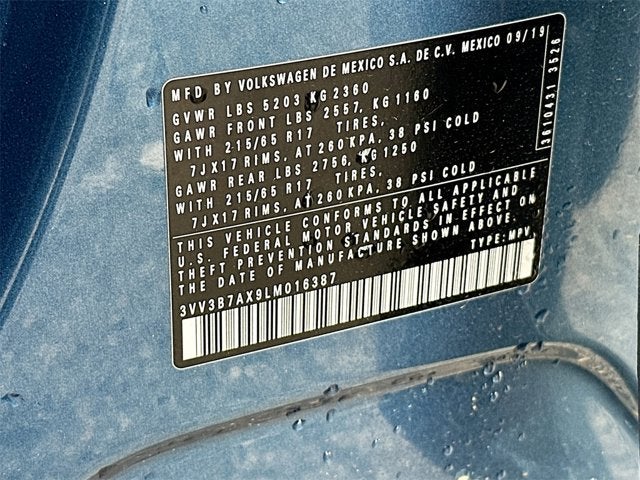 MFD BY VOLKSWAGEN DE MEXICO S.A. DE C.V. MEXICO 09/19
GVWR LBS 5203 KG 2360
GAWR FRONT LBS 2557, KG 1160
WITH 215/65 R17 TIRES,
7JX17 RIMS, AT 260KPA, 38 PSI COLD
GAWR REAR LBS 2756, KG 1250
WITH 215/65 R17 TIRES,
7JX17 RIMS, AT 260KPA, 38 PSI COLD
THIS VEHICLE CONFORMS TO ALL APPLICABLE
U.S. FEDERAL MOTOR VEHICLE SAFETY AND
THEFT PREVENTION STANDARDS IN EFFECT ON
THE DATE OF MANUFACTURE SHOWN ABOVE.
3VV3B7AX9LM016387 TYPE: MPV
3610431 3526